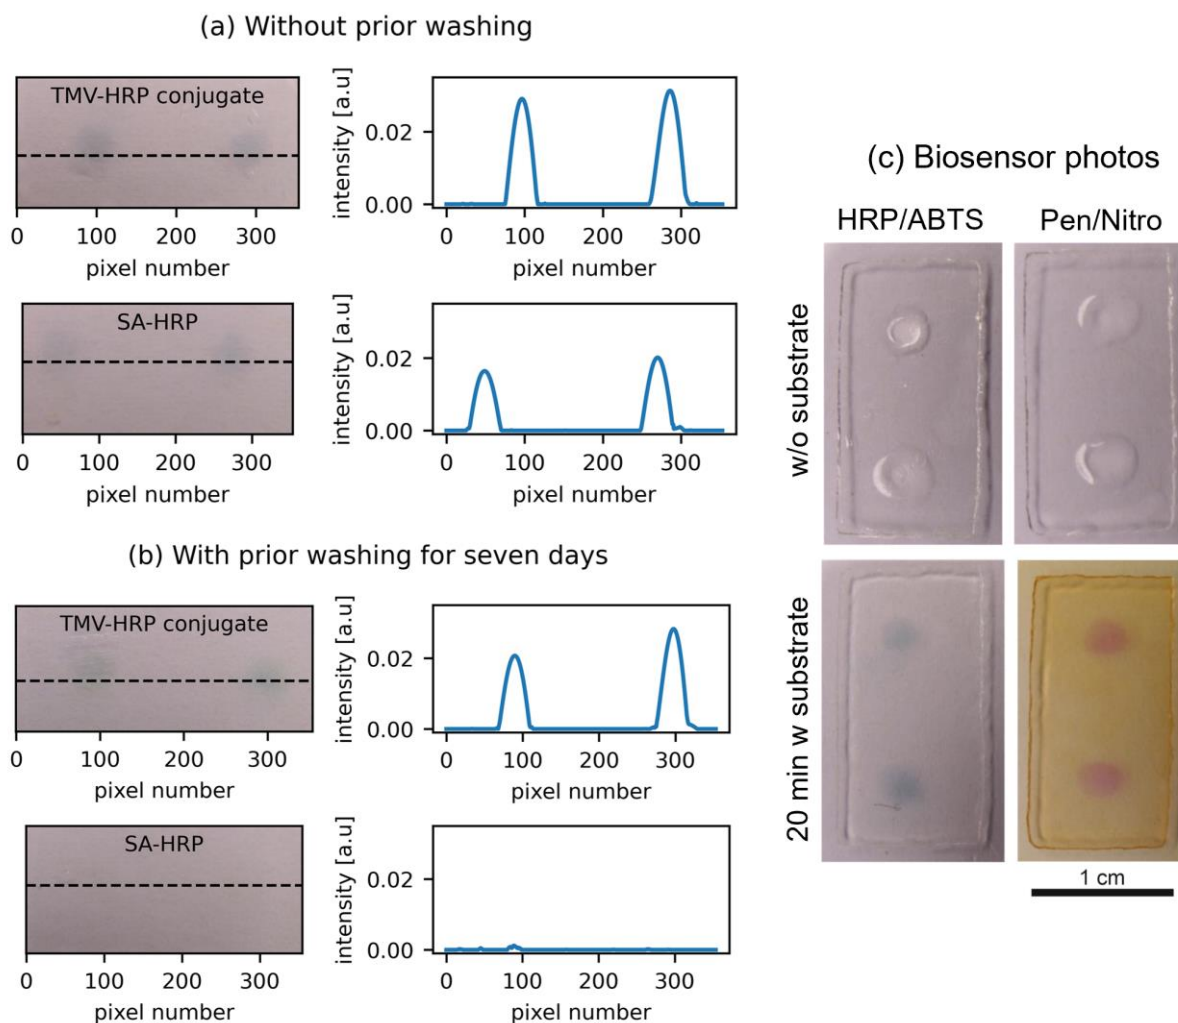 (a) Without prior washing
TMV-HRP conjugate
0 100 200 300
pixel number
intensity [a.u]
0.02
0.00
0 100 200 300
pixel number
SA-HRP
0 100 200 300
pixel number
intensity [a.u]
0.02
0.00
0 100 200 300
pixel number
(b) With prior washing for seven days
TMV-HRP conjugate
0 100 200 300
pixel number
intensity [a.u]
0.02
0.00
0 100 200 300
pixel number
SA-HRP
0 100 200 300
pixel number
intensity [a.u]
0.02
0.00
0 100 200 300
pixel number
(c) Biosensor photos
HRP/ABTS Pen/Nitro
w/o substrate
20 min w substrate
1 cm